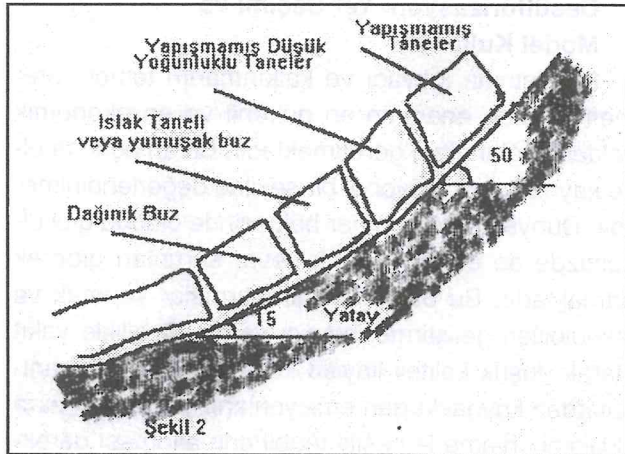 Yapışmamış
Taneler
Yapışmamış Düşük
Yoğunluklu Taneler
Islak Taneli
veya yumuşak buz
Dağınık Buz
50
15
Yatay
Şekil 2